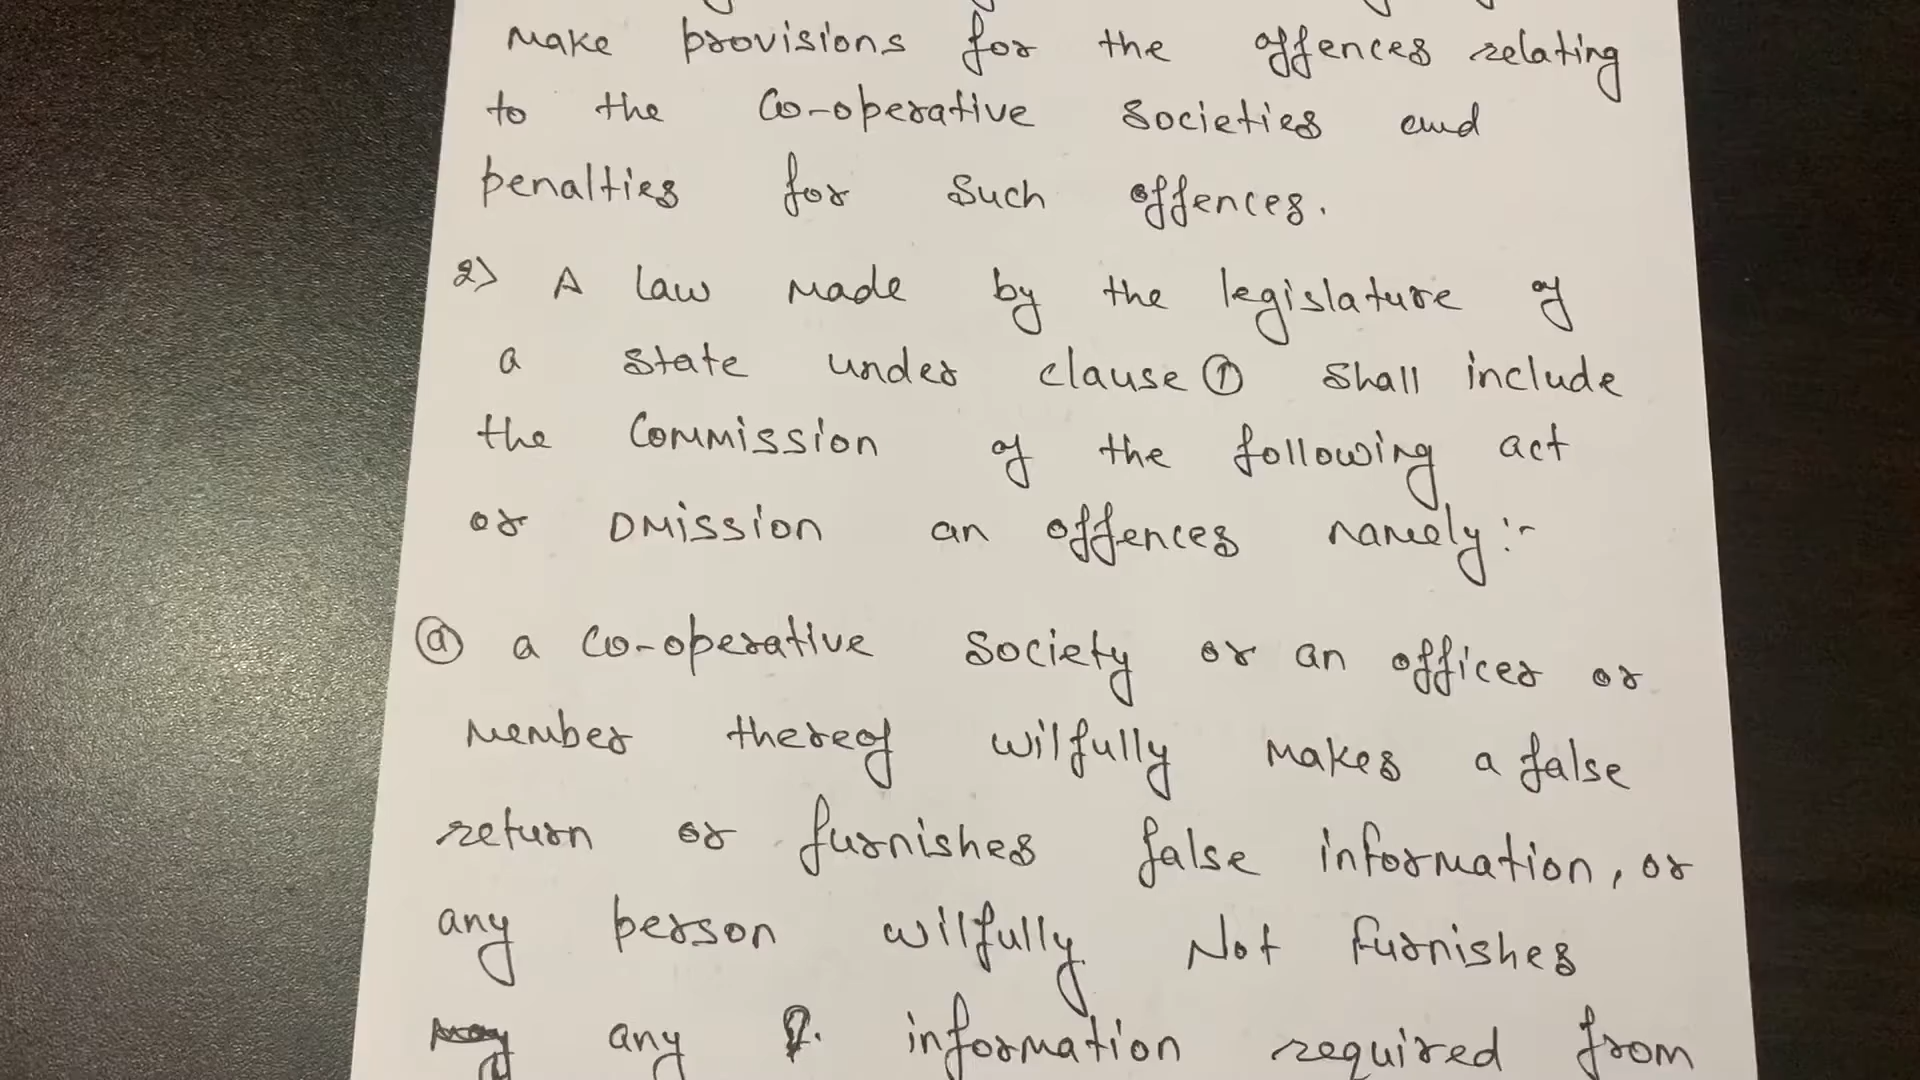 make provisions for the offences relating
to the Co-operative Societies and
penalties for such offences.
2) A law made by the legislature of
a state under clause ① shall include
the Commission of the following act
or omission an offences namely :-
ⓐ a co-operative society or an officer or
member thereof wilfully makes a false
return or furnishes false information, or
any person wilfully Not furnishes
any information required from